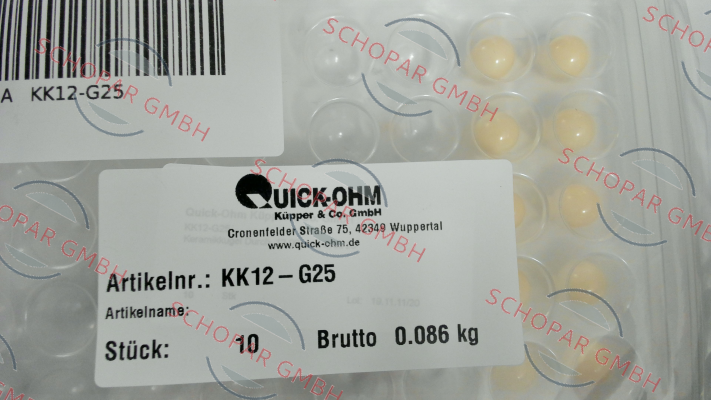 A KK12-G25
QUICK-OHM
Küpper & Co. GmbH
Cronenfelder Straße 75, 42349 Wuppertal
www.quick-ohm.de
Artikelnr.: KK12-G25
Artikelname:
Stück: 10 Brutto 0.086 kg
SCHOPAR GMBH
SCHOPAR GMBH
SCHOPAR GMBH
SCHOPAR GMBH
SCHOPAR GMBH
SCHOPAR GMBH
SCHOPAR GMBH